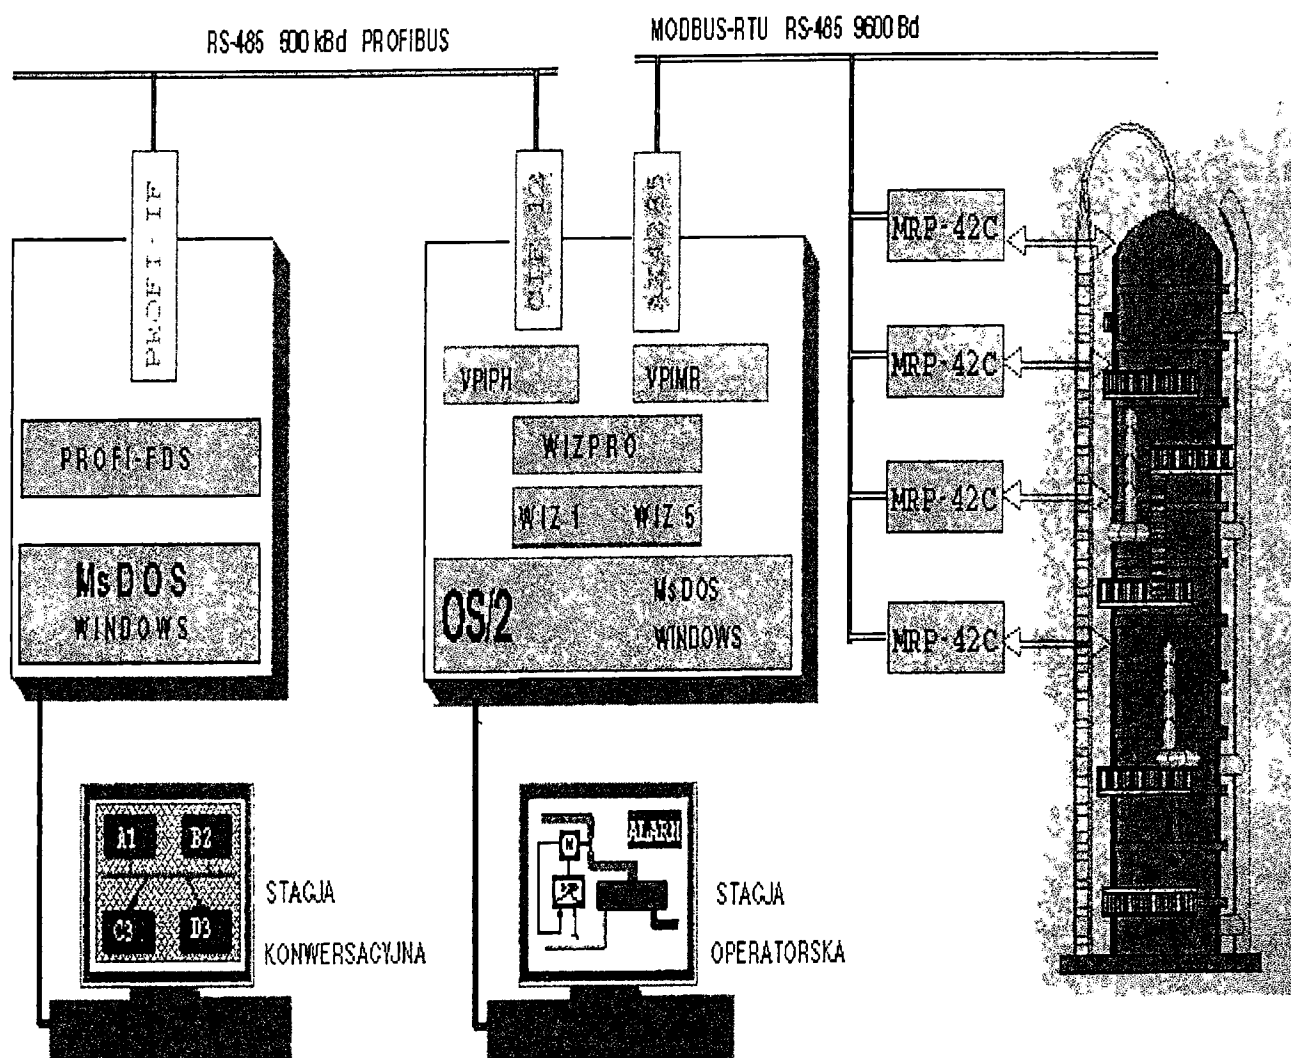 RS-485 500 kBd PROFIBUS
MODBUS-RTU RS-485 9600 Bd
PROFI-IF
CIF-12
MRP-42C
MRP-42C
MRP-42C
MRP-42C
VPIPH
VPIMR
PROFI-FDS
WIZPRO
WIZ 1 WIZ 5
MsDOS
WINDOWS
OS/2
MsDOS
WINDOWS
A1
B2
C3
D3
STACJA
KONWERSACYJNA
ALARM
STACJA
OPERATORSKA